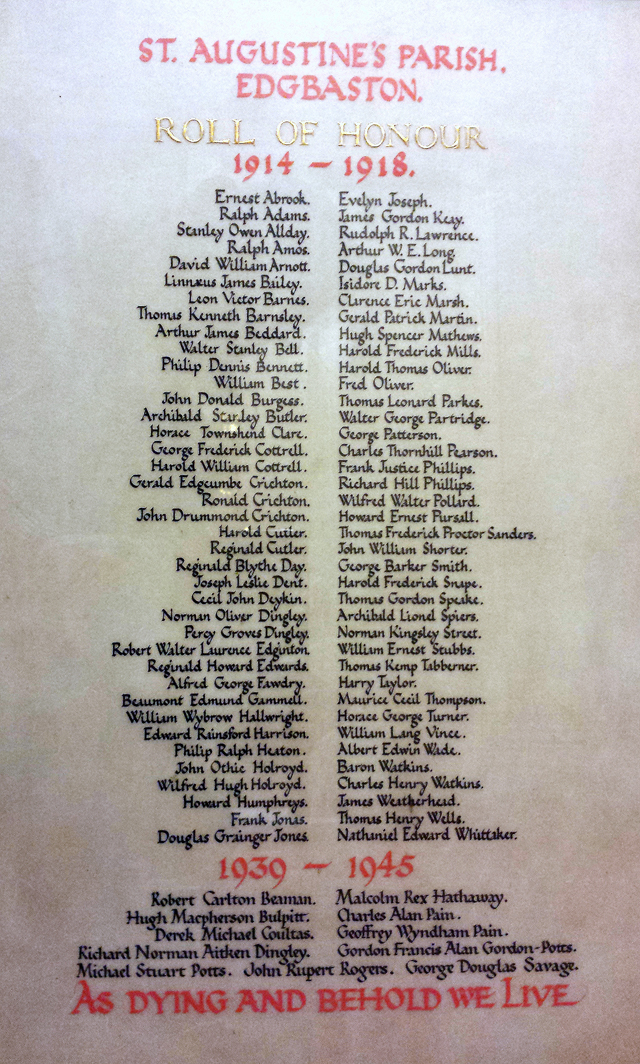 ST. AUGUSTINE'S PARISH,
EDGBASTON.
ROLL OF HONOUR
1914 – 1918.
Ernest Abrook. Evelyn Joseph.
Ralph Adams. James Gordon Keay.
Stanley Owen Allday. Rudolph R. Lawrence.
Ralph Amos. Arthur W. E. Long.
David William Arnott. Douglas Gordon Lunt.
Linnæus James Bailey. Isidore D. Marks.
Leon Victor Barnes. Clarence Eric Marsh.
Thomas Kenneth Barnsley. Gerald Patrick Martin.
Arthur James Beddard. Hugh Spencer Mathews.
Walter Stanley Bell. Harold Frederick Mills.
Philip Dennis Bennett. Harold Thomas Oliver.
William Best. Fred Oliver.
John Donald Burgess. Thomas Leonard Parkes.
Archibald Stanley Butler. Walter George Partridge.
Horace Townshend Clare. George Patterson.
George Frederick Cottrell. Charles Thornhill Pearson.
Harold William Cottrell. Frank Justice Phillips.
Gerald Edgcumbe Crichton. Richard Hill Phillips.
Ronald Crichton. Wilfred Walter Pollard.
John Drummond Crichton. Howard Ernest Pursall.
Harold Cutler. Thomas Frederick Proctor Sanders.
Reginald Cutler. John William Shorter.
Reginald Blythe Day. George Barker Smith.
Joseph Leslie Dent. Harold Frederick Snape.
Cecil John Deykin. Thomas Gordon Speake.
Norman Oliver Dingley. Archibald Lionel Spiers.
Percy Groves Dingley. Norman Kingsley Street.
Robert Walter Laurence Edginton. William Ernest Stubbs.
Reginald Howard Edwards. Thomas Kemp Tabberner.
Alfred George Fawdry. Harry Taylor.
Beaumont Edmund Gammell. Maurice Cecil Thompson.
William Wybrow Hallwright. Horace George Turner.
Edward Rainsford Harrison. William Lang Vince.
Philip Ralph Heaton. Albert Edwin Wade.
John Othic Holroyd. Baron Watkins.
Wilfred Hugh Holroyd. Charles Henry Watkins.
Howard Humphreys. James Weatherhead.
Frank Jonas. Thomas Henry Wells.
Douglas Grainger Jones. Nathaniel Edward Whittaker.
1939 – 1945
Robert Carlton Beaman. Malcolm Rex Hathaway.
Hugh Macpherson Bulpitt. Charles Alan Pain.
Derek Michael Coultas. Geoffrey Wyndham Pain.
Richard Norman Aitken Dingley. Gordon Francis Alan Gordon-Potts.
Michael Stuart Potts. John Rupert Rogers. George Douglas Savage.
AS DYING AND BEHOLD WE LIVE